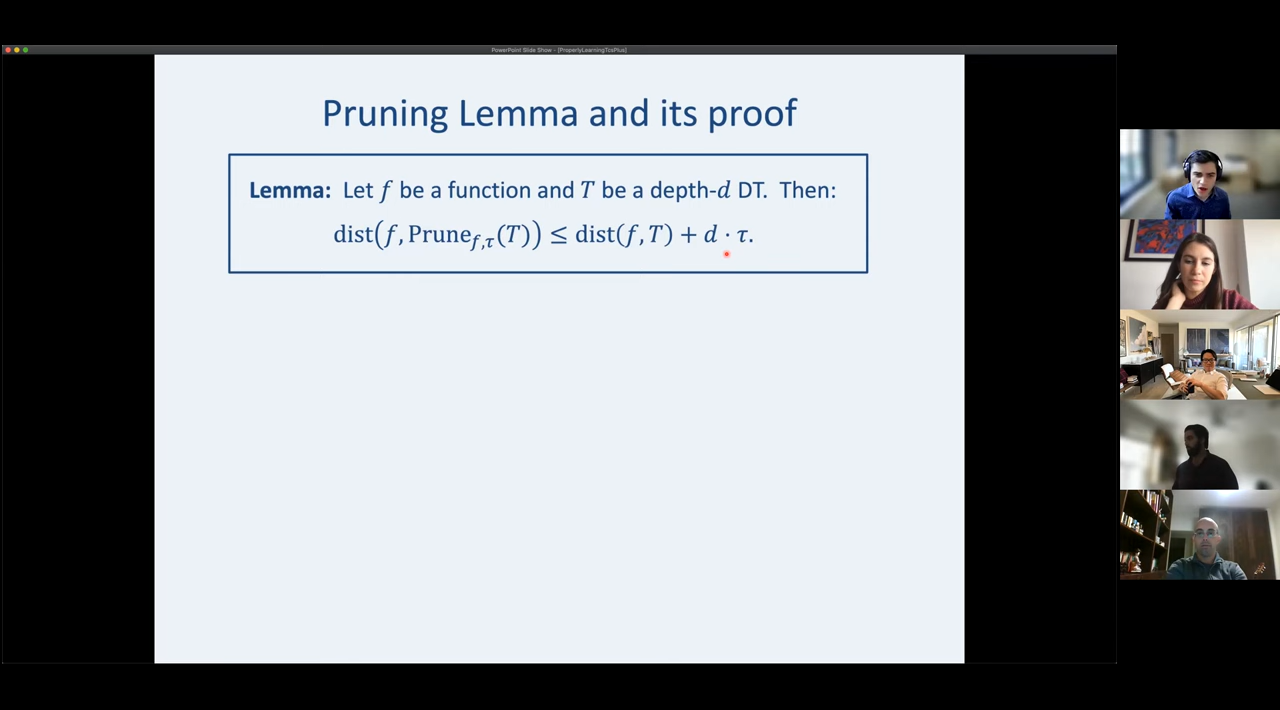 PowerPoint Slide Show - [ProperlyLearningTcsPlus]
Pruning Lemma and its proof
Lemma: Let f be a function and T be a depth-d DT. Then:
dist(f, Prune_{f,τ}(T)) ≤ dist(f, T) + d · τ.